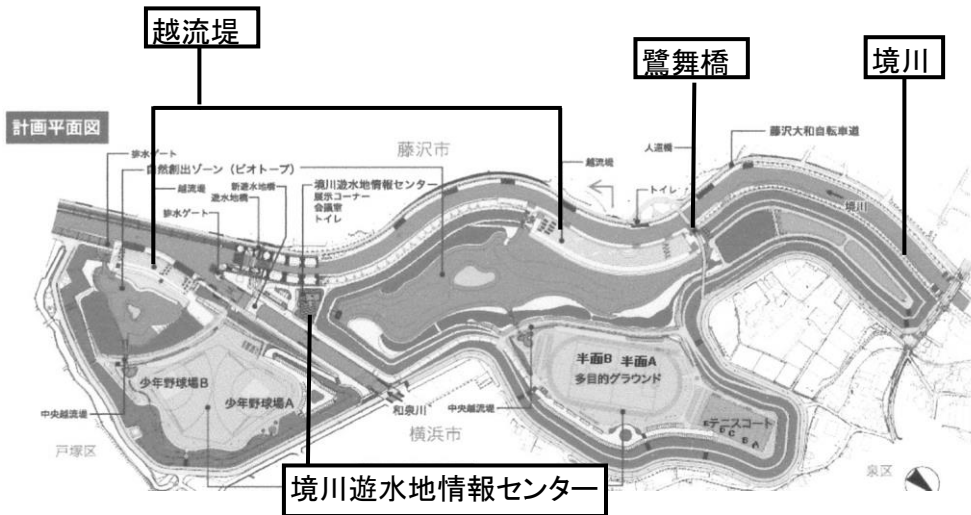 越流堤
鷺舞橋
境川
計画平面図
藤沢市
人道橋
藤沢大和自転車道
排水ゲート
自然創出ゾーン（ビオトープ）
越流堤
新遊水地橋
遊水地橋
排水ゲート
境川遊水地情報センター
展示コーナー
会議室
トイレ
越流堤
トイレ
境川
半面B 半面A
多目的グラウンド
少年野球場B
少年野球場A
テニスコート
中央越流堤
中央越流堤
和泉川
横浜市
戸塚区
泉区
境川遊水地情報センター